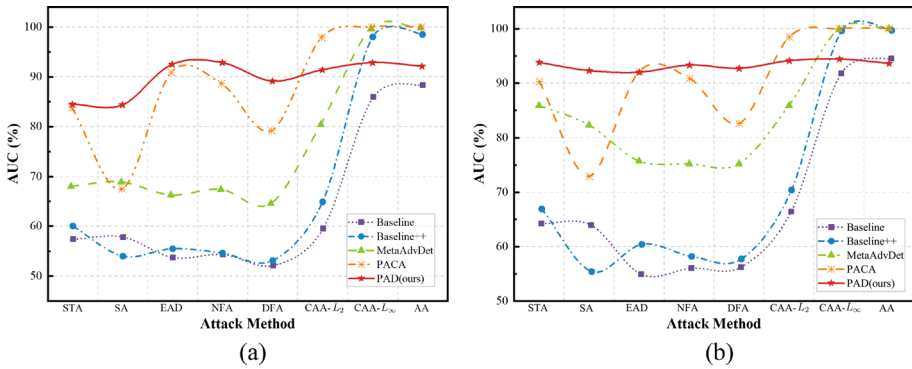 100
90
80
70
60
50
AUC (%)
Baseline
Baseline++
MetaAdvDet
PACA
PAD(ours)
STA SA EAD NFA DFA CAA-L₂ CAA-L∞ AA
Attack Method
(a)
100
90
80
70
60
50
AUC (%)
Baseline
Baseline++
MetaAdvDet
PACA
PAD(ours)
STA SA EAD NFA DFA CAA-L₂ CAA-L∞ AA
Attack Method
(b)